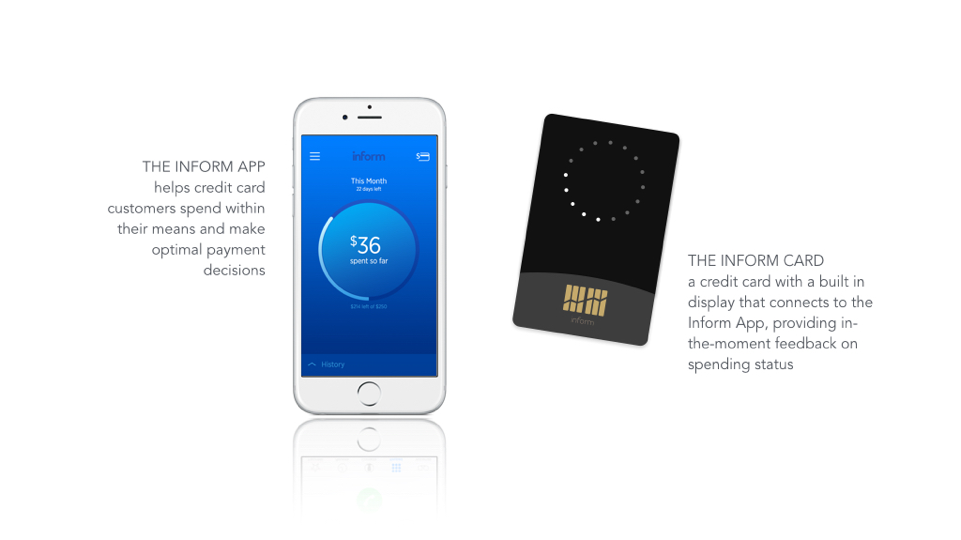 THE INFORM APP
helps credit card
customers spend within
their means and make
optimal payment
decisions
inform
$
This Month
22 days left
$36
spent so far
$214 left of $250
History
inform
THE INFORM CARD
a credit card with a built in
display that connects to the
Inform App, providing in-
the-moment feedback on
spending status